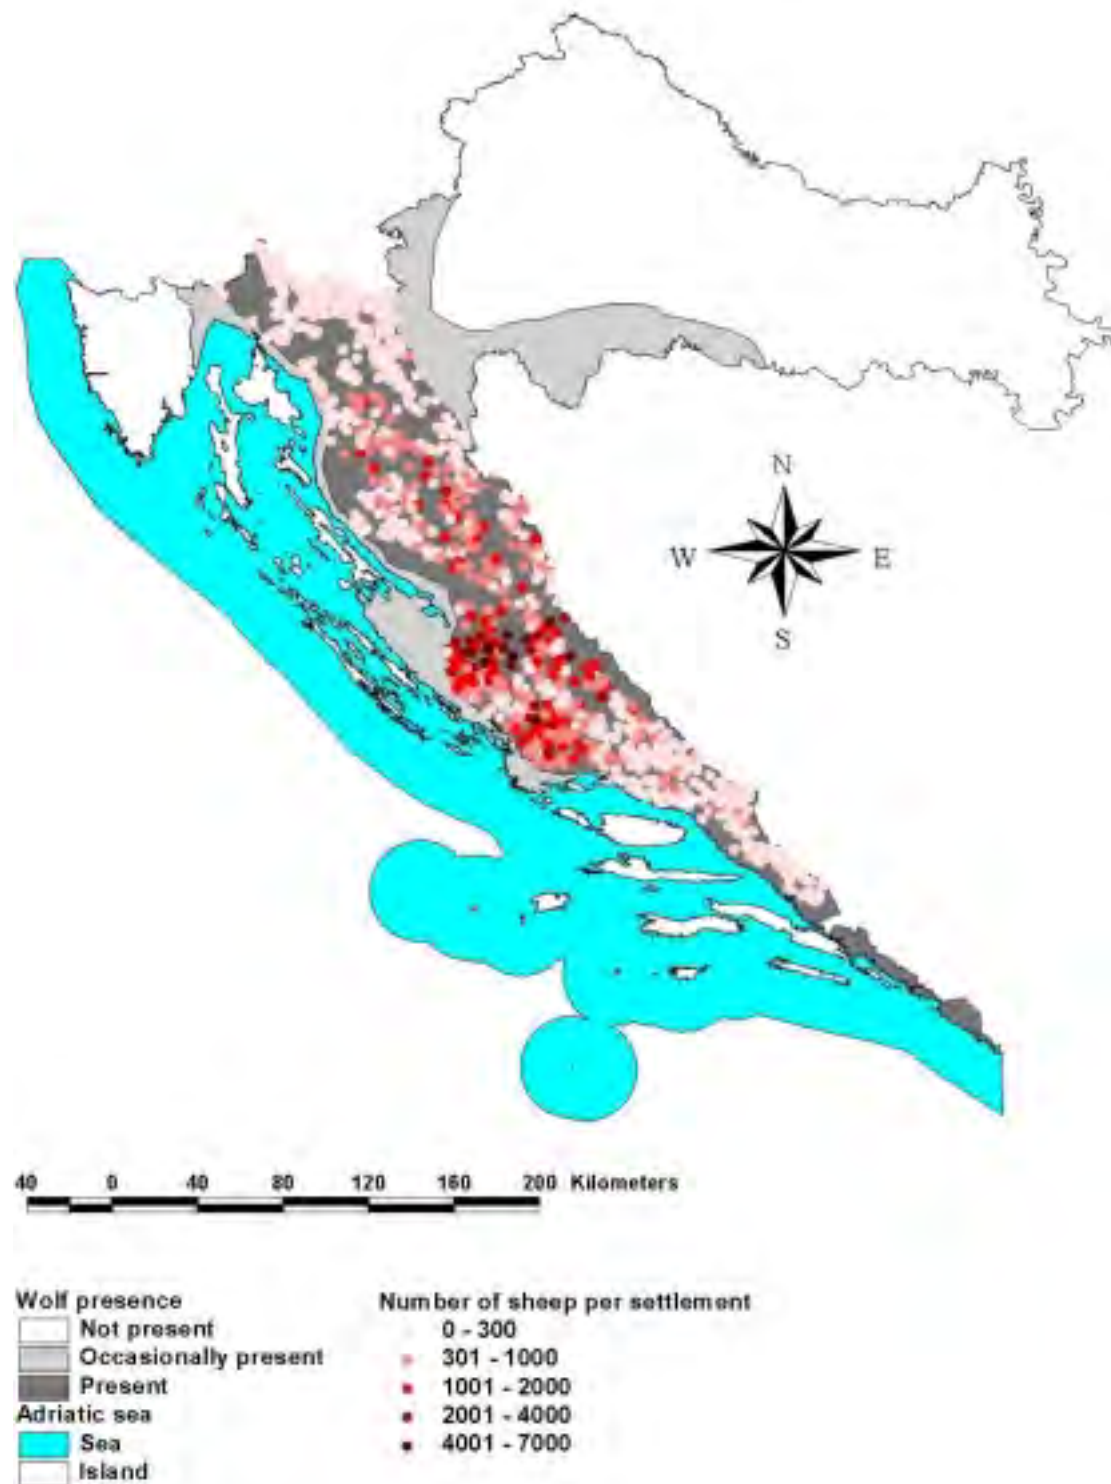 N
W E
S
40 0 40 80 120 160 200 Kilometers
Wolf presence
Not present
Occasionally present
Present
Adriatic sea
Sea
Island
Number of sheep per settlement
0 - 300
301 - 1000
1001 - 2000
2001 - 4000
4001 - 7000